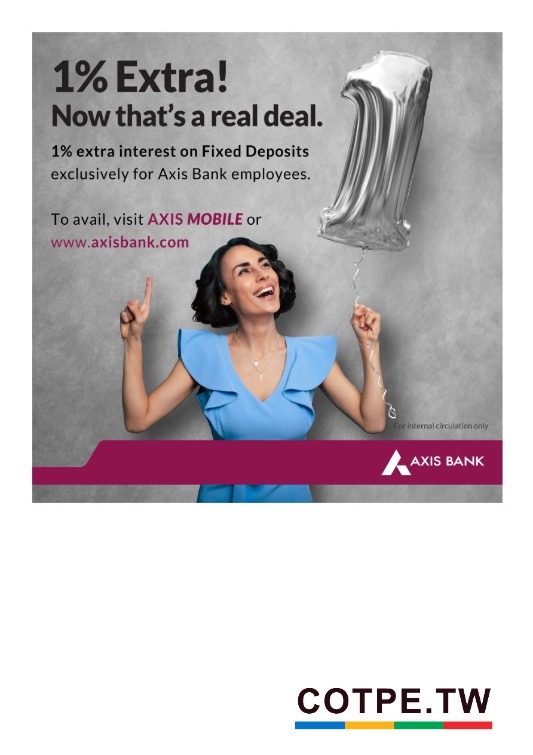 1% Extra!
Now that's a real deal.
1% extra interest on Fixed Deposits
exclusively for Axis Bank employees.
To avail, visit AXIS MOBILE or
www.axisbank.com
For internal circulation only
AXIS BANK
COTPE.TW